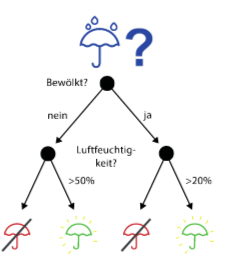 ?
Bewölkt?
nein
ja
Luftfeuchtig-
keit?
>50%
>20%